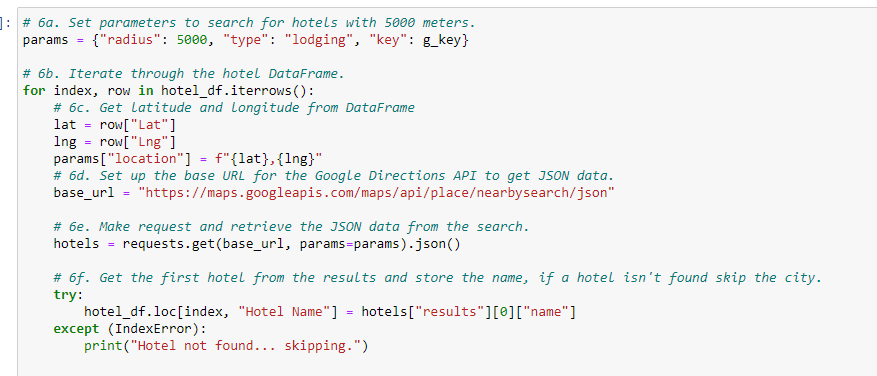 ]: # 6a. Set parameters to search for hotels with 5000 meters.
params = {"radius": 5000, "type": "lodging", "key": g_key}

# 6b. Iterate through the hotel DataFrame.
for index, row in hotel_df.iterrows():
    # 6c. Get latitude and longitude from DataFrame
    lat = row["Lat"]
    lng = row["Lng"]
    params["location"] = f"{lat},{lng}"
    # 6d. Set up the base URL for the Google Directions API to get JSON data.
    base_url = "https://maps.googleapis.com/maps/api/place/nearbysearch/json"

    # 6e. Make request and retrieve the JSON data from the search.
    hotels = requests.get(base_url, params=params).json()

    # 6f. Get the first hotel from the results and store the name, if a hotel isn't found skip the city.
    try:
        hotel_df.loc[index, "Hotel Name"] = hotels["results"][0]["name"]
    except (IndexError):
        print("Hotel not found... skipping.")